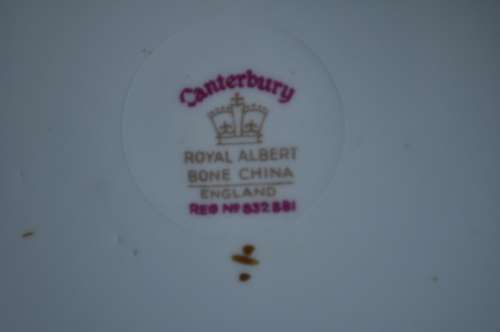 Canterbury
ROYAL ALBERT
BONE CHINA
ENGLAND
REG Nº 832881